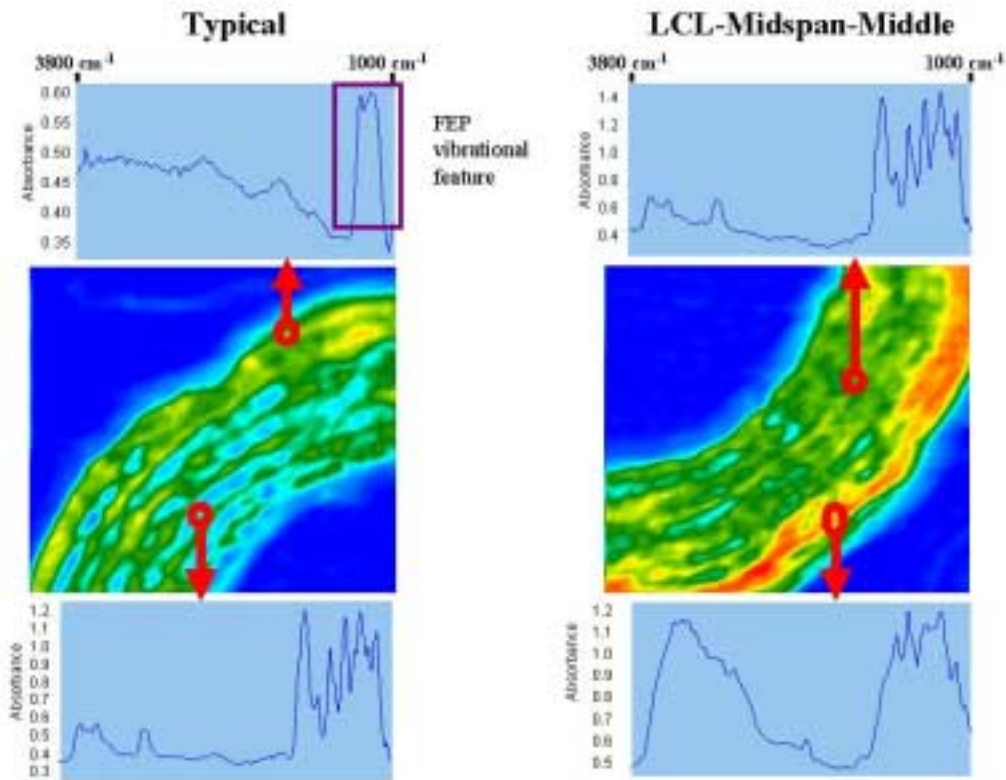 Typical
LCL-Midspan-Middle
3800 cm-1
1000 cm-1
3800 cm-1
1000 cm-1
Absorbance
0.60
0.55
0.50
0.45
0.40
0.35
FEP
vibrational
feature
Absorbance
1.4
1.2
1.0
0.8
0.6
0.4
Absorbance
1.2
1.1
1.0
0.9
0.8
0.7
0.6
0.5
0.4
0.3
Absorbance
1.2
1.1
1.0
0.9
0.8
0.7
0.6
0.5